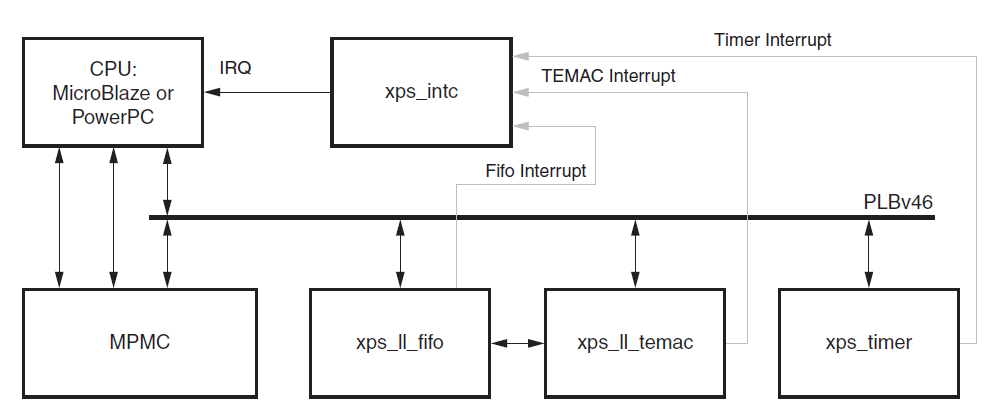 Timer Interrupt
CPU:
MicroBlaze or
PowerPC
IRQ
xps_intc
TEMAC Interrupt
Fifo Interrupt
PLBv46
MPMC
xps_ll_fifo
xps_ll_temac
xps_timer